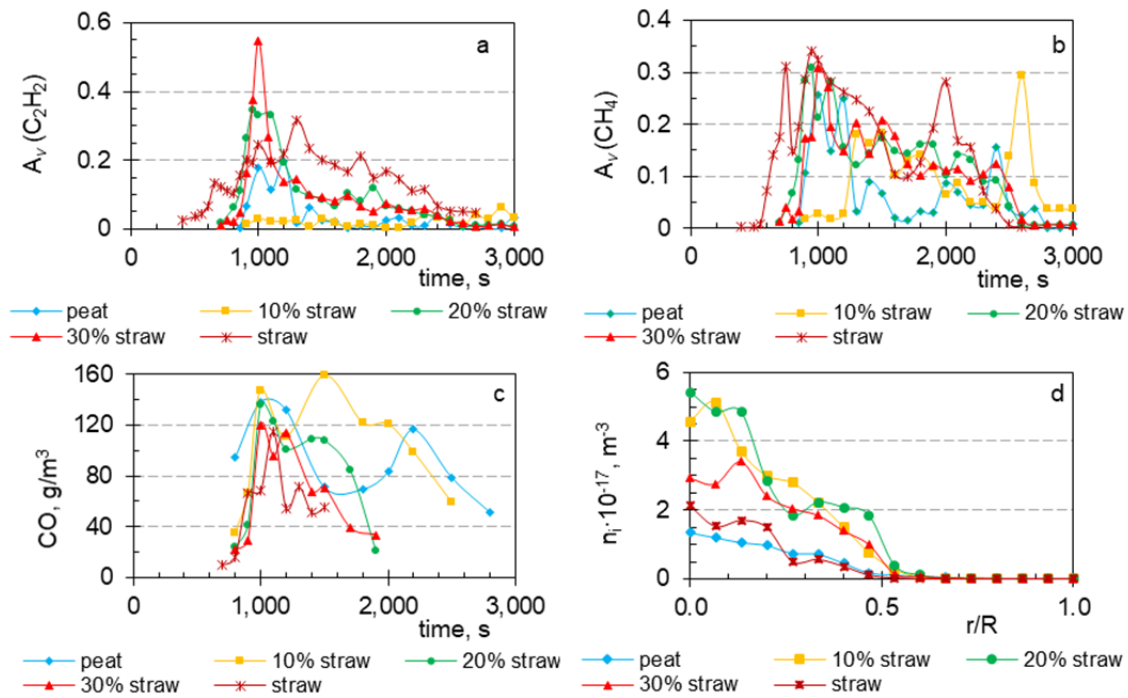 a
A_v (C₂H₂)
0.6
0.4
0.2
0
0 1,000 2,000 3,000
time, s
peat 10% straw 20% straw
30% straw straw
b
A_v (CH₄)
0.4
0.3
0.2
0.1
0
0 1,000 2,000 3,000
time, s
peat 10% straw 20% straw
30% straw straw
c
CO, g/m³
160
120
80
40
0
0 1,000 2,000 3,000
time, s
peat 10% straw 20% straw
30% straw straw
d
nᵢ·10⁻¹⁷, m⁻³
6
4
2
0
0.0 0.5 1.0
r/R
peat 10% straw 20% straw
30% straw straw